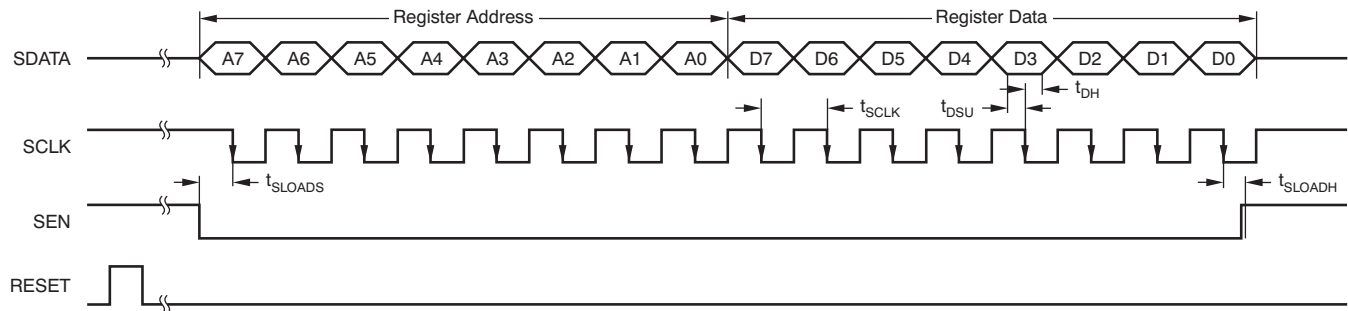 Register Address Register Data
SDATA A7 A6 A5 A4 A3 A2 A1 A0 D7 D6 D5 D4 D3 D2 D1 D0
tSCLK tDSU tDH
SCLK
tSLOADS tSLOADH
SEN
RESET